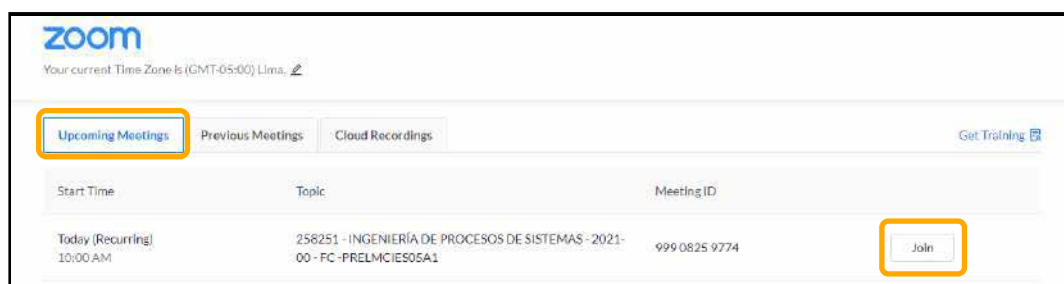 zoom
Your current Time Zone is (GMT-05:00) Lima.
Upcoming Meetings Previous Meetings Cloud Recordings Get Training
Start Time Topic Meeting ID
Today (Recurring) 258251 - INGENIERÍA DE PROCESOS DE SISTEMAS - 2021- 999 0825 9774 Join
10:00 AM 00 - FC -PRELMCIES05A1